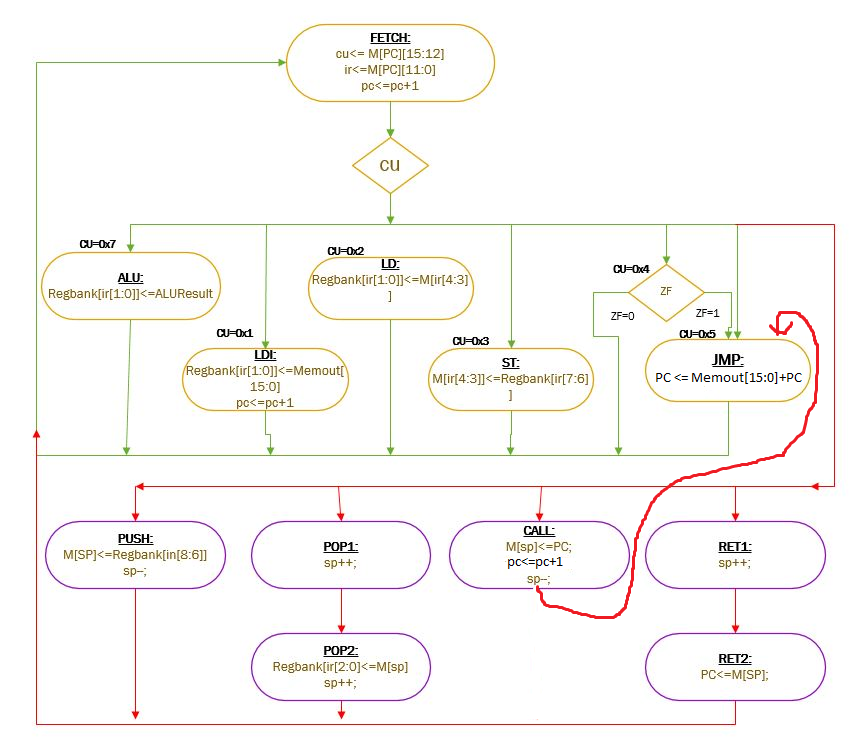 FETCH:
cu<= M[PC][15:12]
ir<=M[PC][11:0]
pc<=pc+1
cu
CU=0x7
ALU:
Regbank[ir[1:0]]<=ALUResult
CU=0x1
LDI:
Regbank[ir[1:0]]<=Memout[
15:0]
pc<=pc+1
CU=0x2
LD:
Regbank[ir[1:0]]<=M[ir[4:3]
]
CU=0x3
ST:
M[ir[4:3]]<=Regbank[ir[7:6]
]
CU=0x4
ZF
ZF=0
ZF=1
CU=0x5
JMP:
PC <= Memout[15:0]+PC
PUSH:
M[SP]<=Regbank[in[8:6]]
sp--;
POP1:
sp++;
CALL:
M[sp]<=PC;
pc<=pc+1
sp--;
RET1:
sp++;
POP2:
Regbank[ir[2:0]<=M[sp]
sp++;
RET2:
PC<=M[SP];